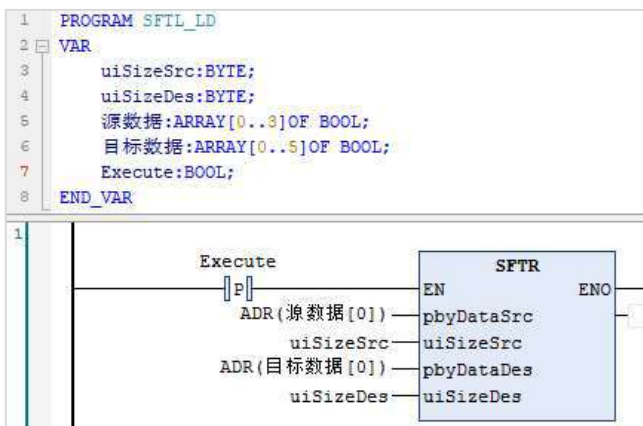 1 PROGRAM SFTL_LD
2 VAR
3 uiSizeSrc:BYTE;
4 uiSizeDes:BYTE;
5 源数据:ARRAY[0..3]OF BOOL;
6 目标数据:ARRAY[0..5]OF BOOL;
7 Execute:BOOL;
8 END_VAR
1
Execute SFTR
P EN ENO
ADR(源数据[0]) pbyDataSrc
uiSizeSrc uiSizeSrc
ADR(目标数据[0]) pbyDataDes
uiSizeDes uiSizeDes